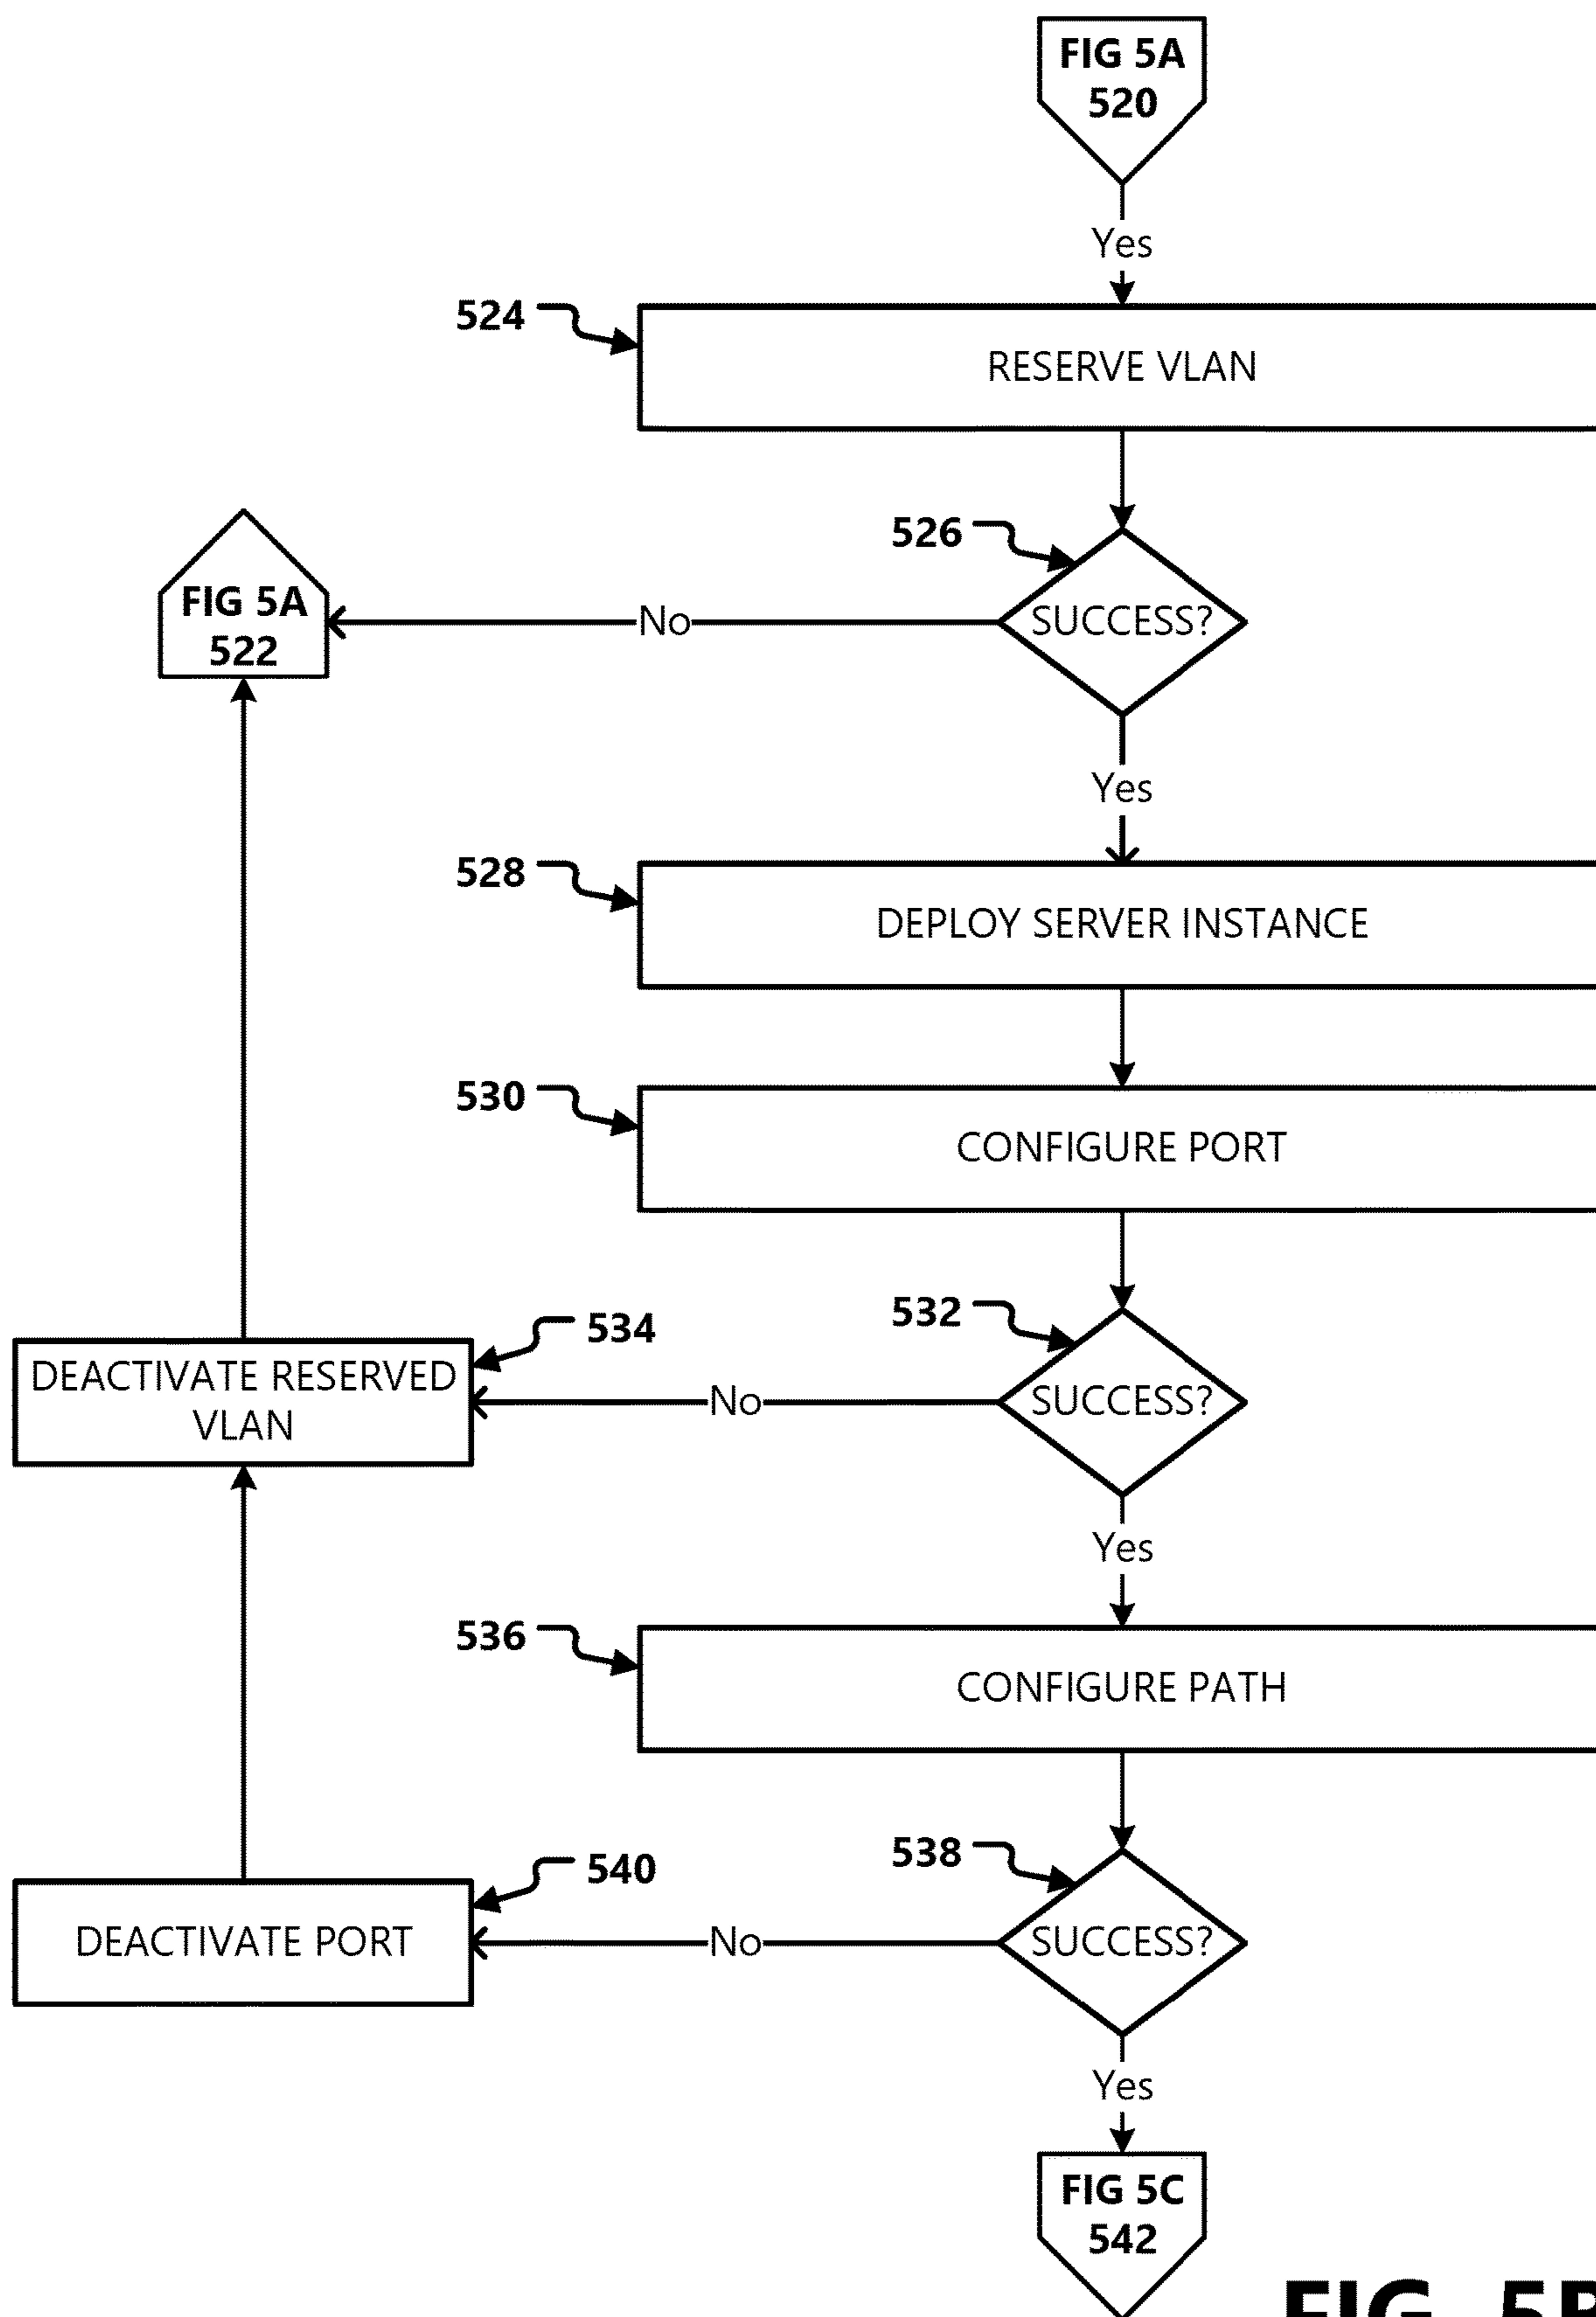 FIG 5A
520
Yes
524
RESERVE VLAN
526
FIG 5A
522
No
SUCCESS?
Yes
528
DEPLOY SERVER INSTANCE
530
CONFIGURE PORT
534
532
DEACTIVATE RESERVED
VLAN
No
SUCCESS?
Yes
536
CONFIGURE PATH
540
538
DEACTIVATE PORT
No
SUCCESS?
Yes
FIG 5C
542
FIG. 5B